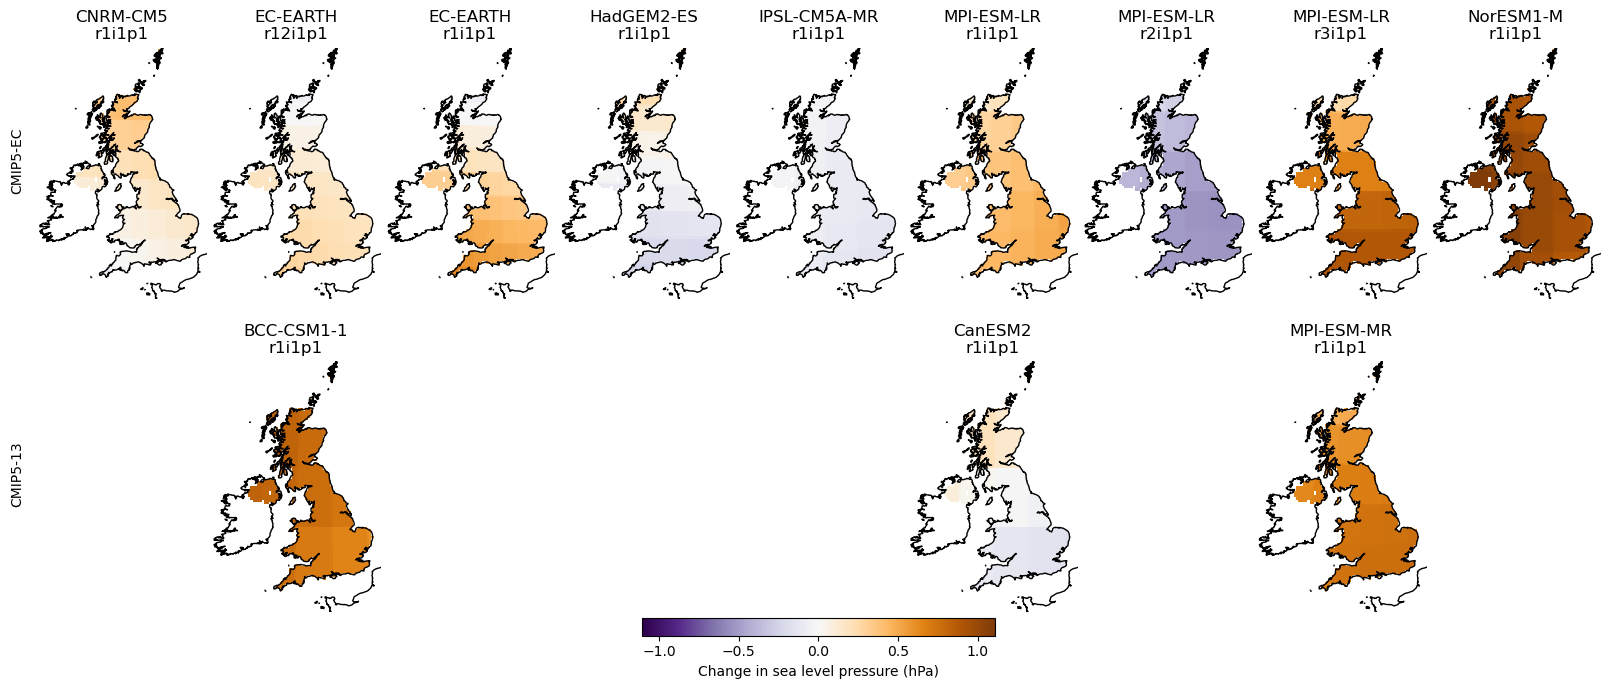 CNRM-CM5
r1i1p1
EC-EARTH
r12i1p1
EC-EARTH
r1i1p1
HadGEM2-ES
r1i1p1
IPSL-CM5A-MR
r1i1p1
MPI-ESM-LR
r1i1p1
MPI-ESM-LR
r2i1p1
MPI-ESM-LR
r3i1p1
NorESM1-M
r1i1p1
CMIP5-EC
BCC-CSM1-1
r1i1p1
CanESM2
r1i1p1
MPI-ESM-MR
r1i1p1
CMIP5-13
−1.0 −0.5 0.0 0.5 1.0
Change in sea level pressure (hPa)